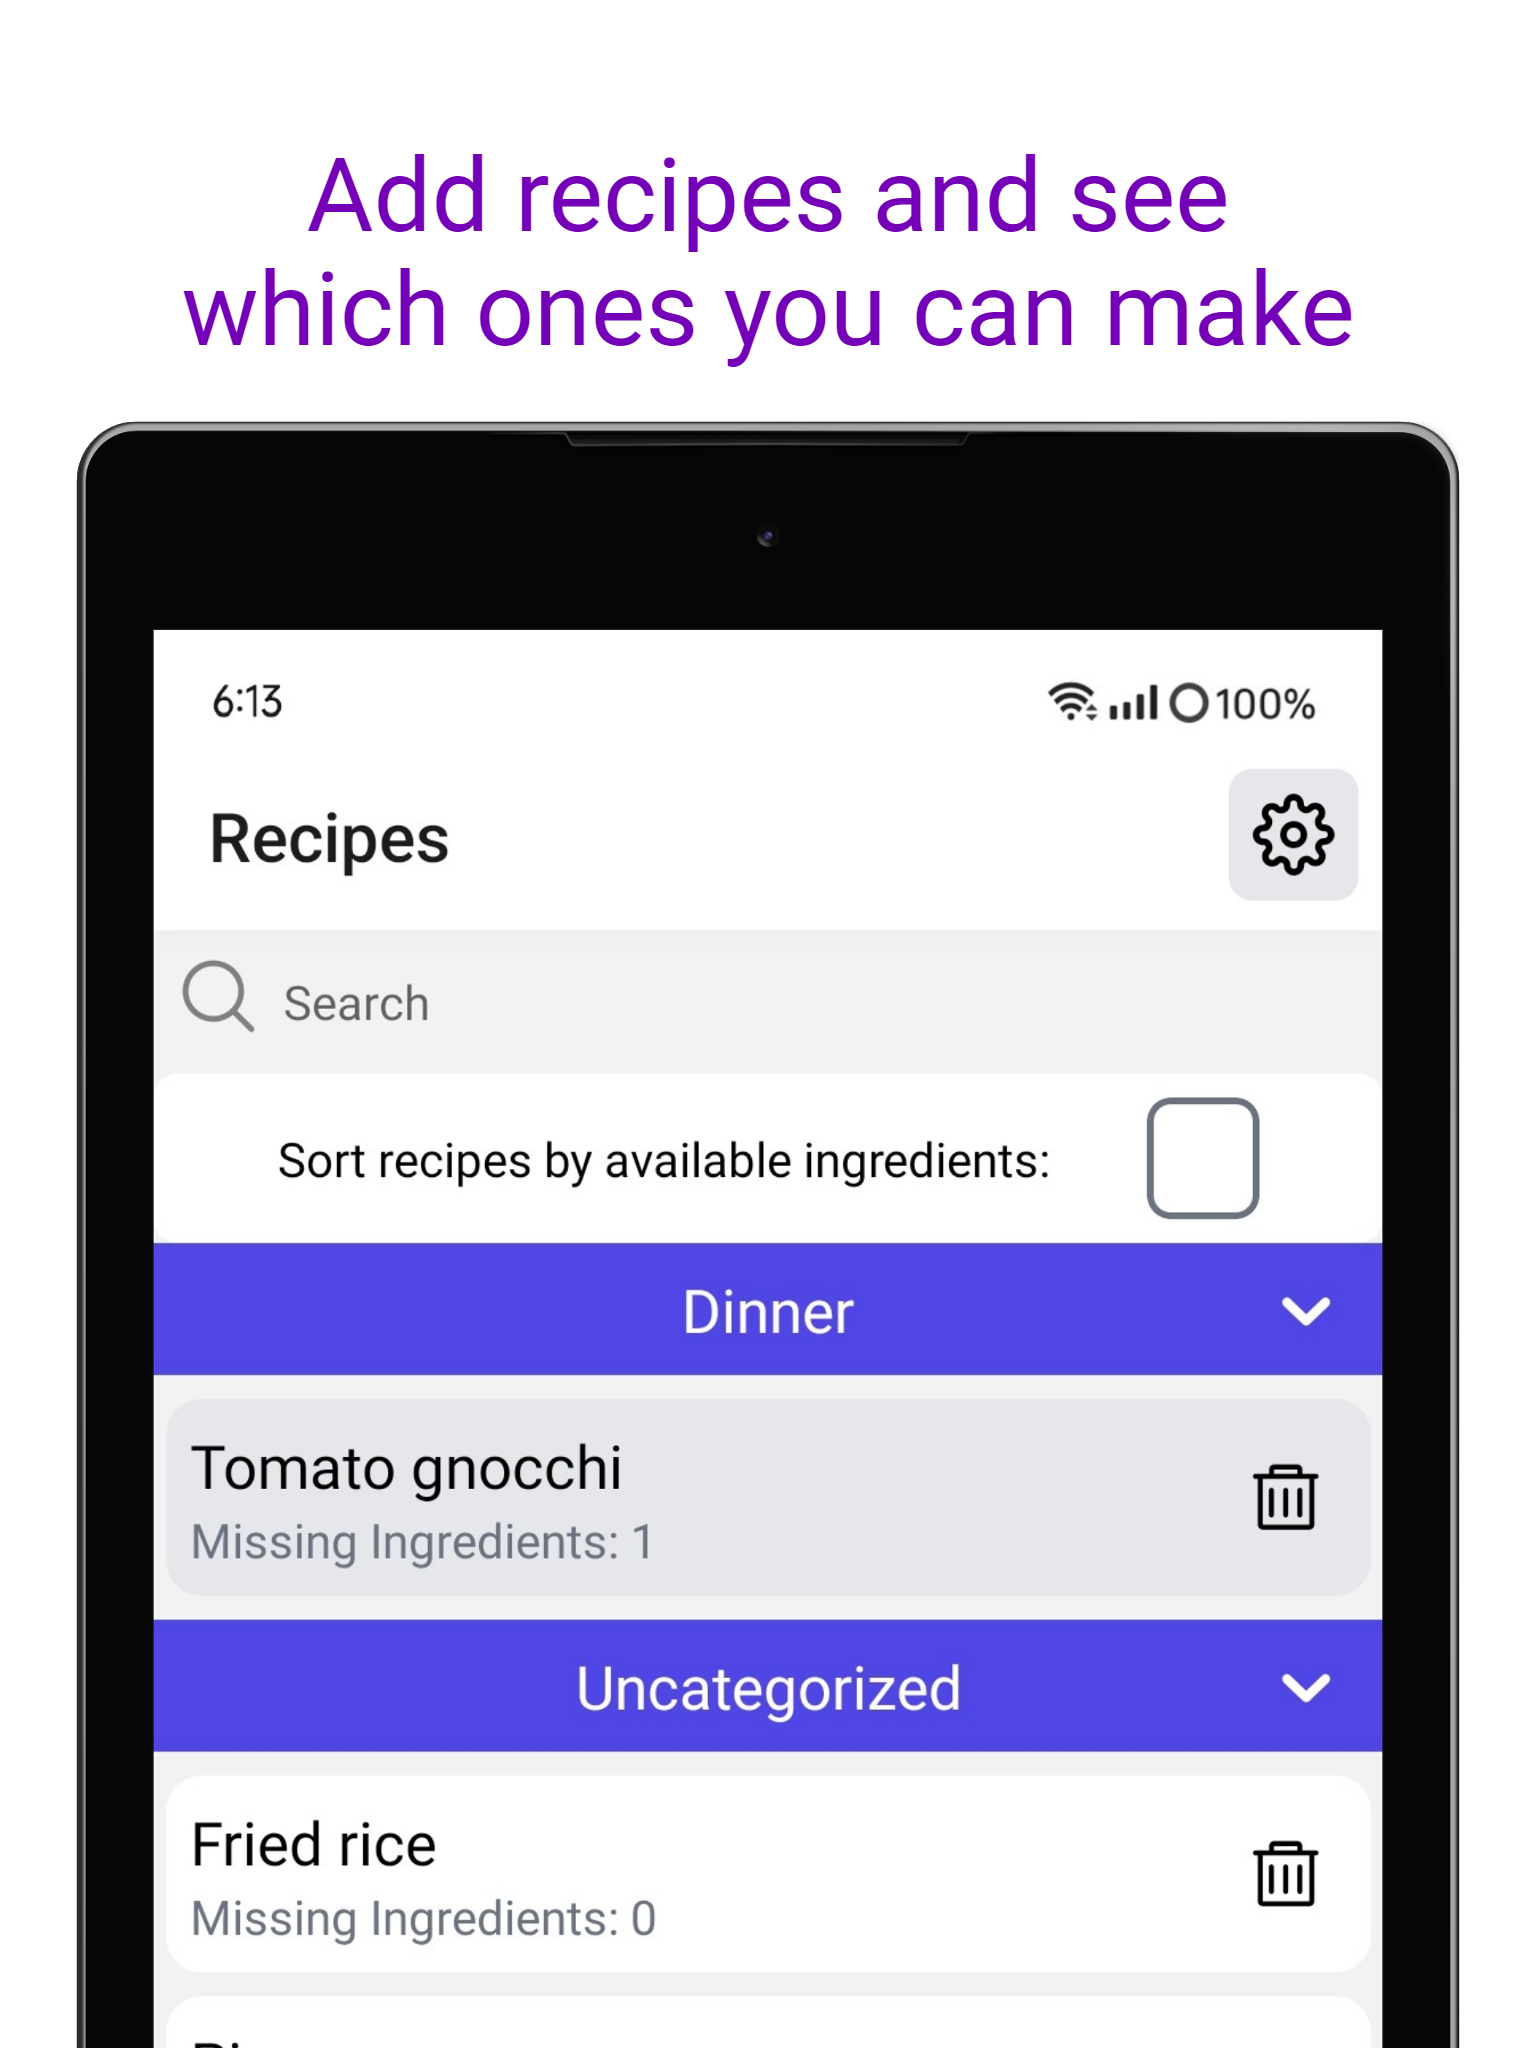 Add recipes and see
which ones you can make
6:13
100%
Recipes
Search
Sort recipes by available ingredients:
Dinner
Tomato gnocchi
Missing Ingredients: 1
Uncategorized
Fried rice
Missing Ingredients: 0